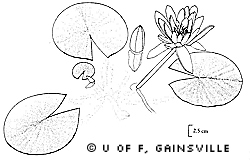 2.5 cm
© U OF F, GAINSVILLE